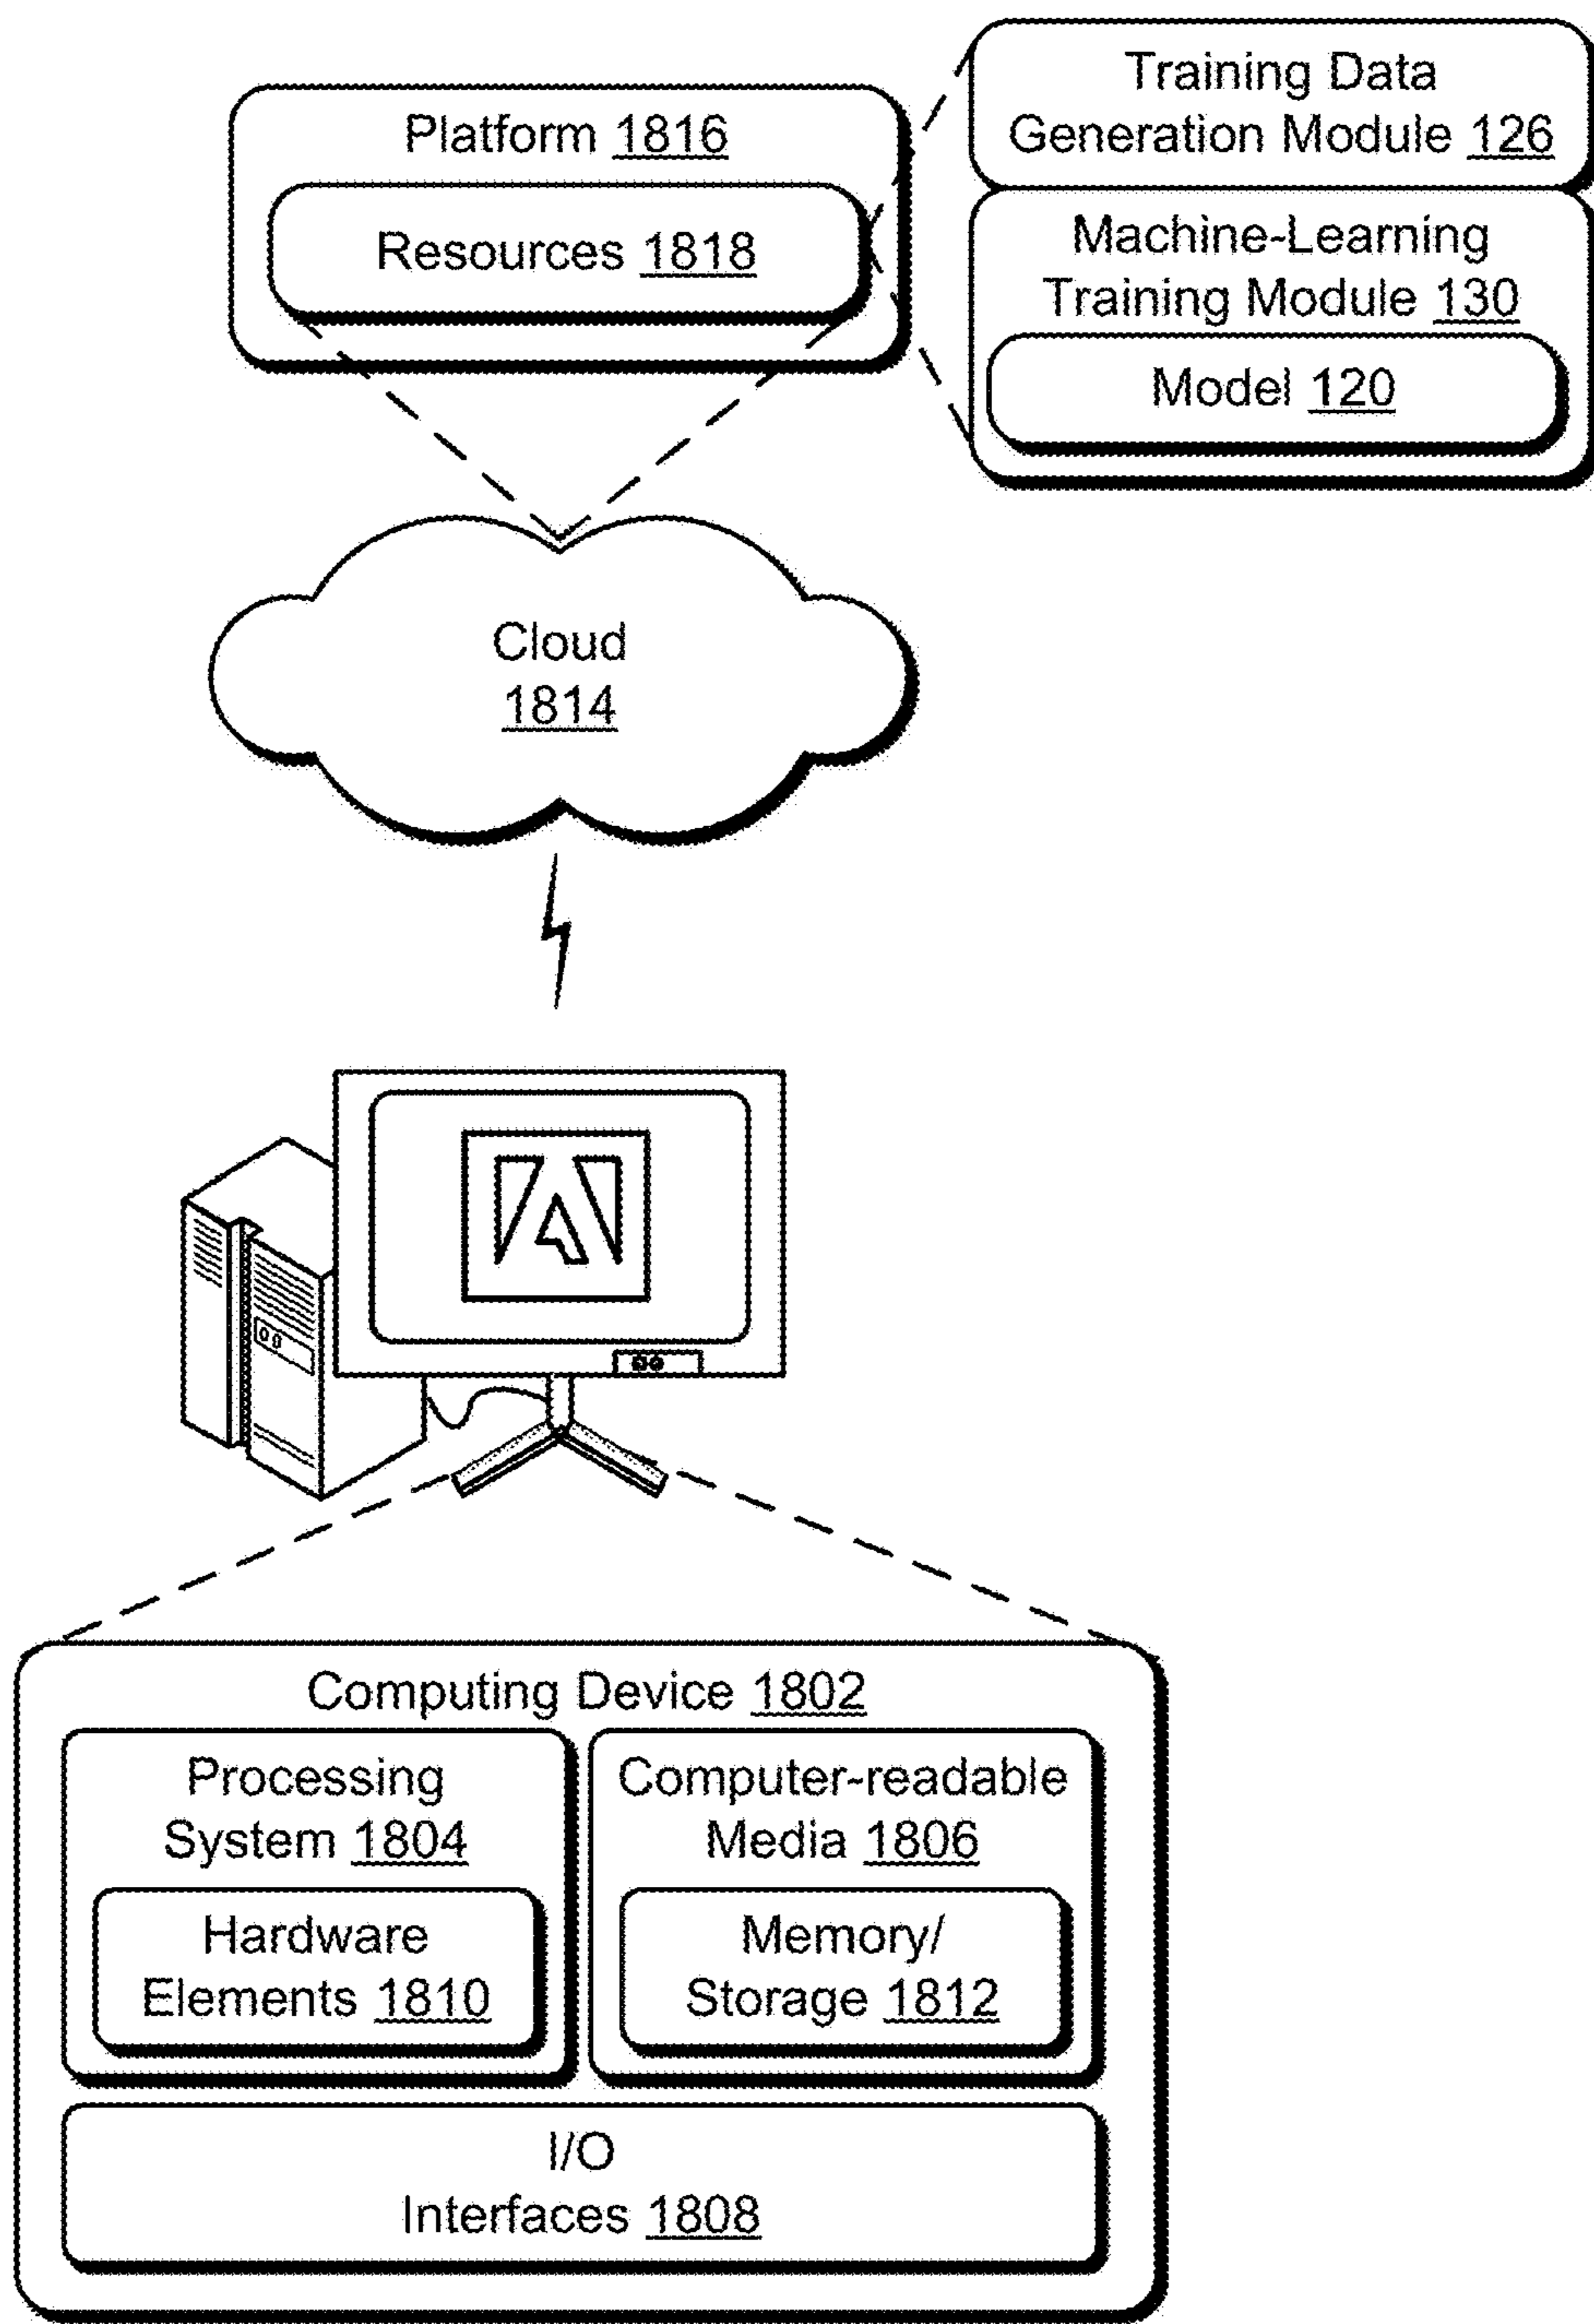 Training Data
Generation Module 126
Platform 1816
Resources 1818
Machine-Learning
Training Module 130
Model 120
Cloud
1814
Computing Device 1802
Processing
System 1804
Hardware
Elements 1810
Computer-readable
Media 1806
Memory/
Storage 1812
I/O
Interfaces 1808